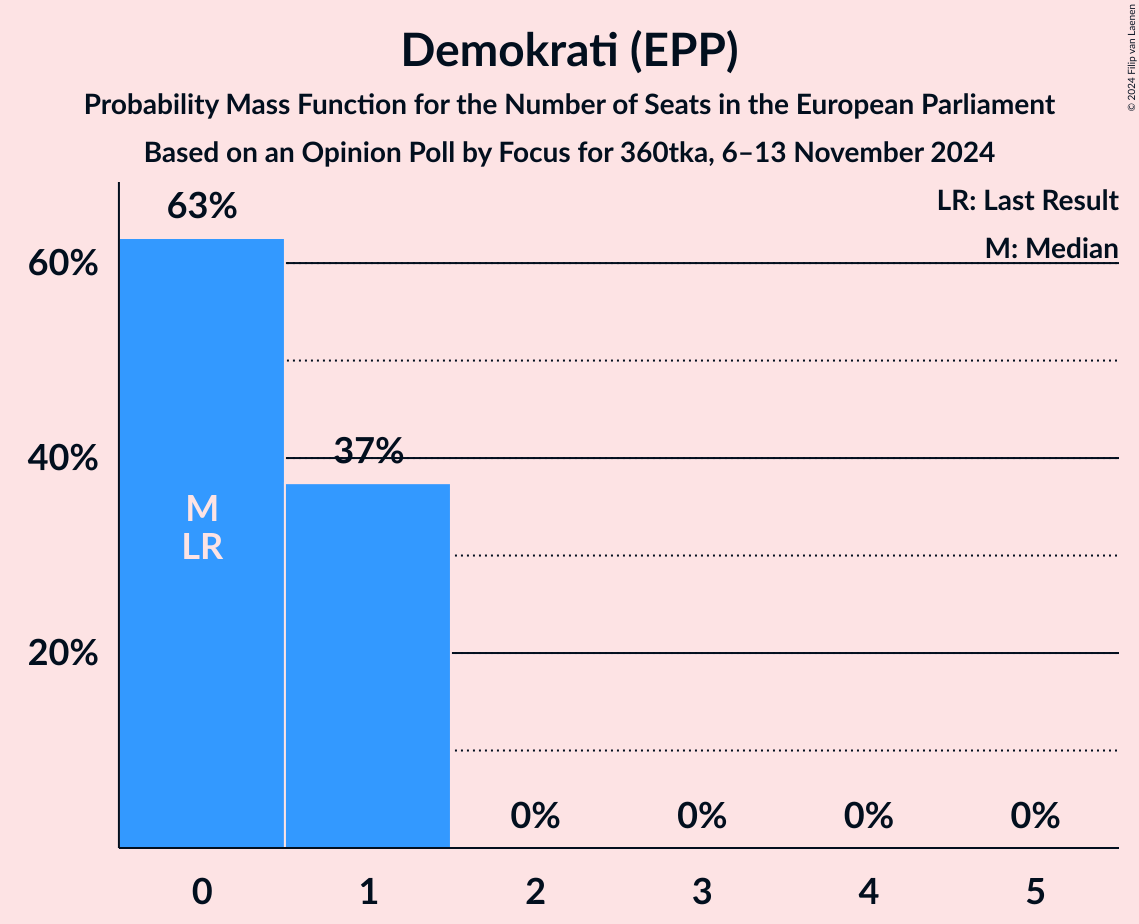 Demokrati (EPP)
Probability Mass Function for the Number of Seats in the European Parliament
Based on an Opinion Poll by Focus for 360tka, 6–13 November 2024
© 2024 Filip van Laenen
LR: Last Result
M: Median
63%
60%
37%
40%
M
LR
20%
0% 0% 0% 0%
0 1 2 3 4 5